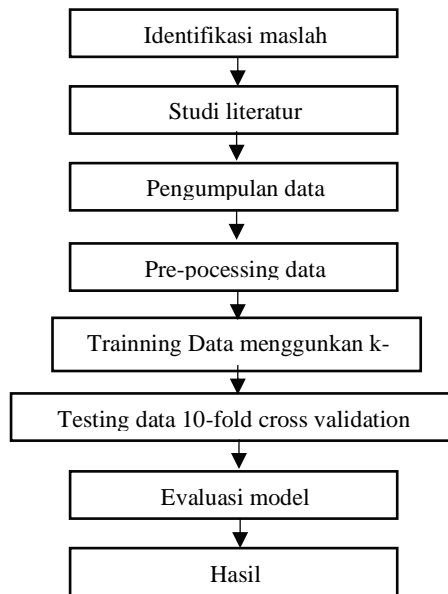 Identifikasi maslah
Studi literatur
Pengumpulan data
Pre-pocessing data
Trainning Data menggunkan k-
Testing data 10-fold cross validation
Evaluasi model
Hasil